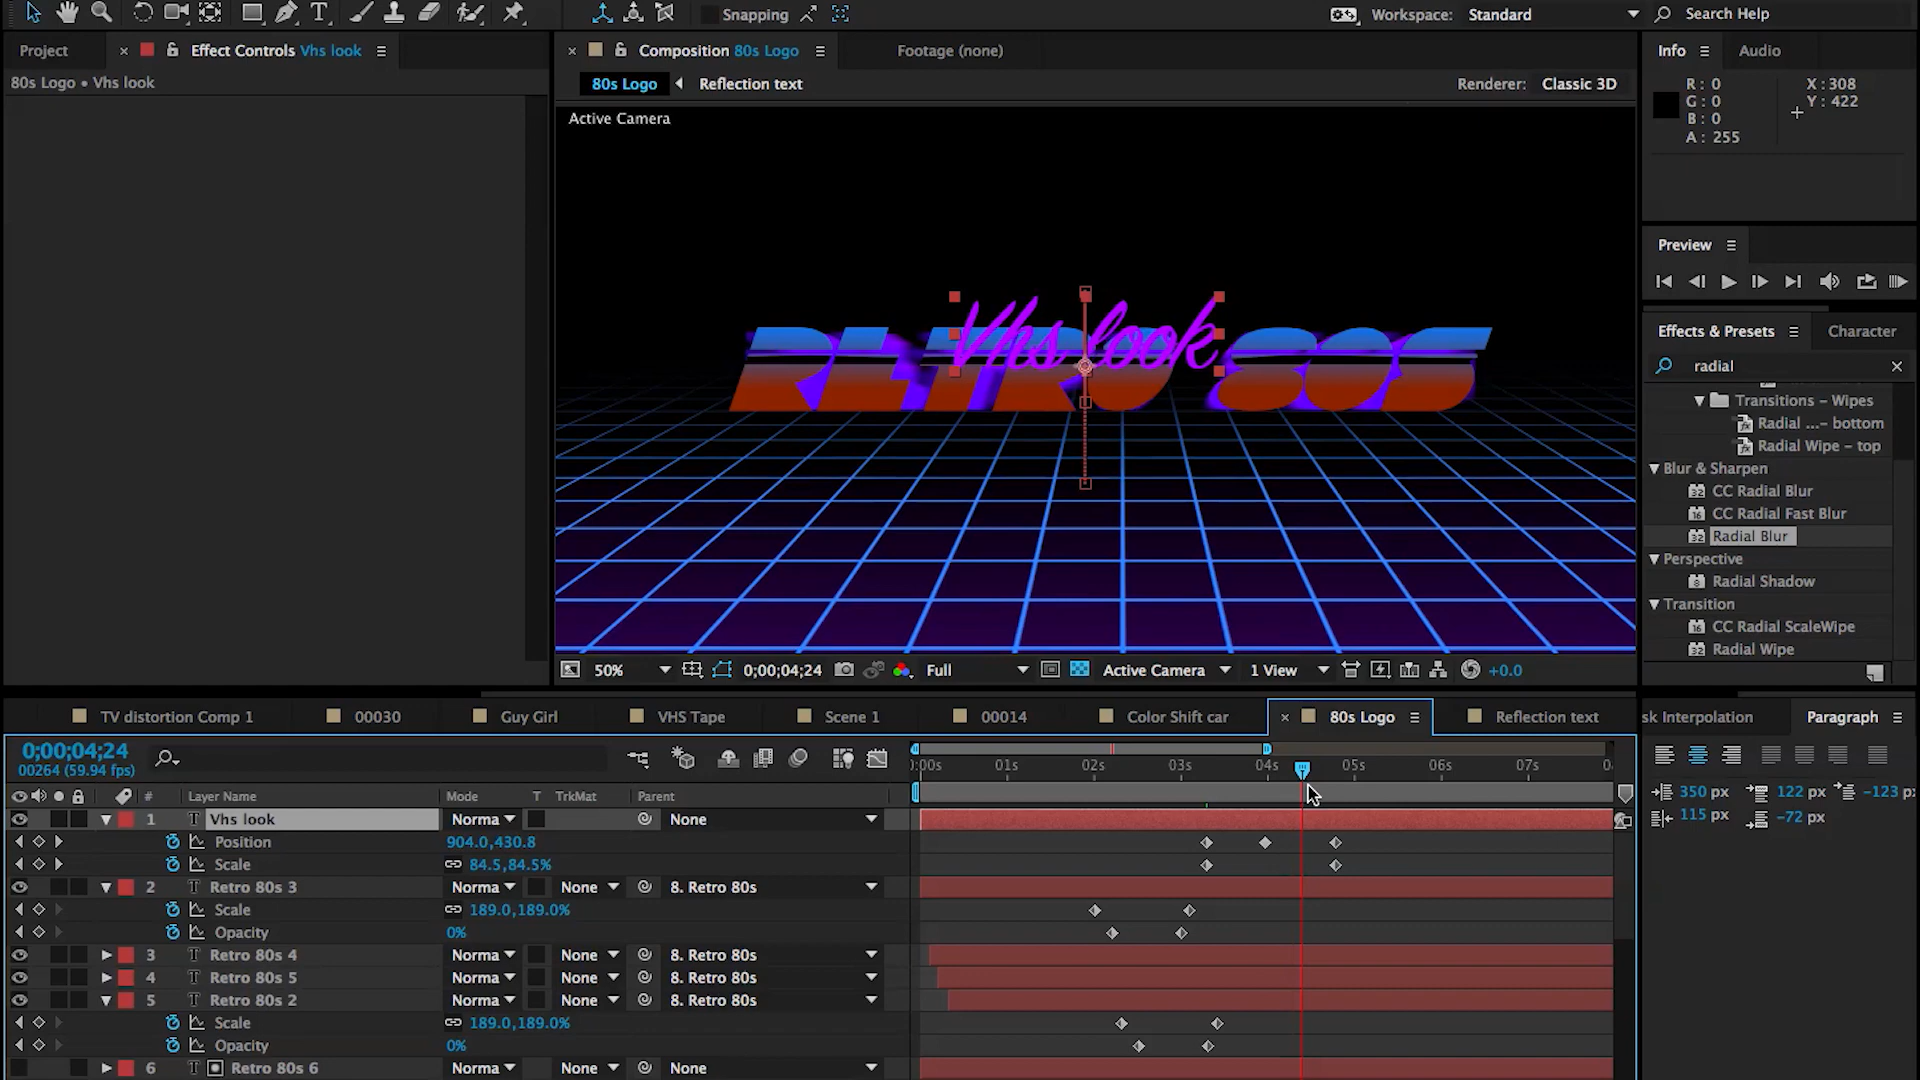 Snapping
Workspace: Standard
Search Help
Project
Effect Controls Vhs look
Composition 80s Logo
Footage (none)
Info
Audio
80s Logo • Vhs look
80s Logo
Reflection text
Renderer: Classic 3D
R : 0
G : 0
B : 0
A : 255
X : 308
Y : 422
Active Camera
Preview
Effects & Presets
Character
radial
Transitions – Wipes
Radial ...– bottom
Radial Wipe – top
Blur & Sharpen
CC Radial Blur
CC Radial Fast Blur
Radial Blur
Perspective
Radial Shadow
Transition
CC Radial ScaleWipe
Radial Wipe
Vhs look
RETRO 80S
50%
0;00;04;24
Full
Active Camera
1 View
+0.0
TV distortion Comp 1
00030
Guy Girl
VHS Tape
Scene 1
00014
Color Shift car
80s Logo
Reflection text
sk Interpolation
Paragraph
0;00;04;24
00264 (59.94 fps)
):00s 01s 02s 03s 04s 05s 06s 07s 0
350 px
122 px
-123 p
115 px
-72 px
# Layer Name Mode T TrkMat Parent
1 T Vhs look Norma None
Position 904.0,430.8
Scale 84.5,84.5%
2 T Retro 80s 3 Norma None 8. Retro 80s
Scale 189.0,189.0%
Opacity 0%
3 T Retro 80s 4 Norma None 8. Retro 80s
4 T Retro 80s 5 Norma None 8. Retro 80s
5 T Retro 80s 2 Norma None 8. Retro 80s
Scale 189.0,189.0%
Opacity 0%
6 T Retro 80s 6 Norma None None